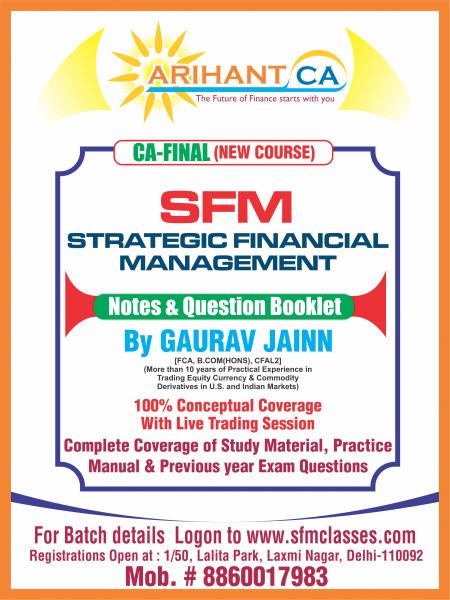 ARIHANT CA
The Future of Finance starts with you
CA-FINAL (NEW COURSE)
SFM
STRATEGIC FINANCIAL
MANAGEMENT
Notes & Question Booklet
By GAURAV JAINN
[FCA, B.COM(HONS), CFAL2]
(More than 10 years of Practical Experience in
Trading Equity Currency & Commodity
Derivatives in U.S. and Indian Markets)
100% Conceptual Coverage
With Live Trading Session
Complete Coverage of Study Material, Practice
Manual & Previous year Exam Questions
For Batch details Logon to www.sfmclasses.com
Registrations Open at : 1/50, Lalita Park, Laxmi Nagar, Delhi-110092
Mob. # 8860017983